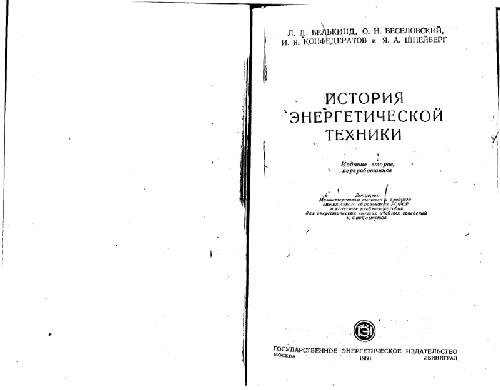 Л. Д. БЕЛЬКИНД, О. Н. ВЕСЕЛОВСКИЙ,
И. Я. КОНФЕДЕРАТОВ и Я. А. ШНЕЙБЕРГ
ИСТОРИЯ
ЭНЕРГЕТИЧЕСКОЙ
ТЕХНИКИ
Издание второе,
переработанное
Допущено
Министерством высшего и среднего
специального образования РСФСР
в качестве учебного пособия
для энергетических высших учебных заведений
и факультетов
ГОСУДАРСТВЕННОЕ ЭНЕРГЕТИЧЕСКОЕ ИЗДАТЕЛЬСТВО
МОСКВА 1960 ЛЕНИНГРАД